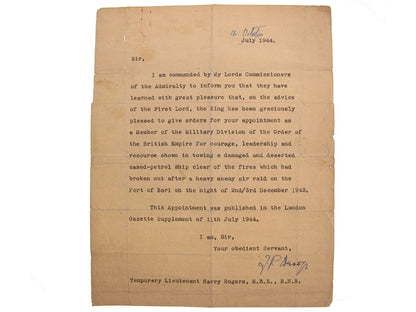 16 October
July 1944.
Sir,
I am commanded by My Lords Commissioners
of the Admiralty to inform you that they have
learned with great pleasure that, on the advice
of the First Lord, the King has been graciously
pleased to give orders for your appointment as
a Member of the Military Division of the Order of
the British Empire for courage, leadership and
resource shown in towing a damaged and deserted
cased-petrol ship clear of the fires which had
broken out after a heavy enemy air raid on the
Port of Bari on the night of 2nd/3rd December 1943.
This Appointment was published in the London
Gazette Supplement of 11th July 1944.
I am, Sir,
Your obedient Servant,
Temporary Lieutenant Harry Rogers, M.B.E., R.N.R.